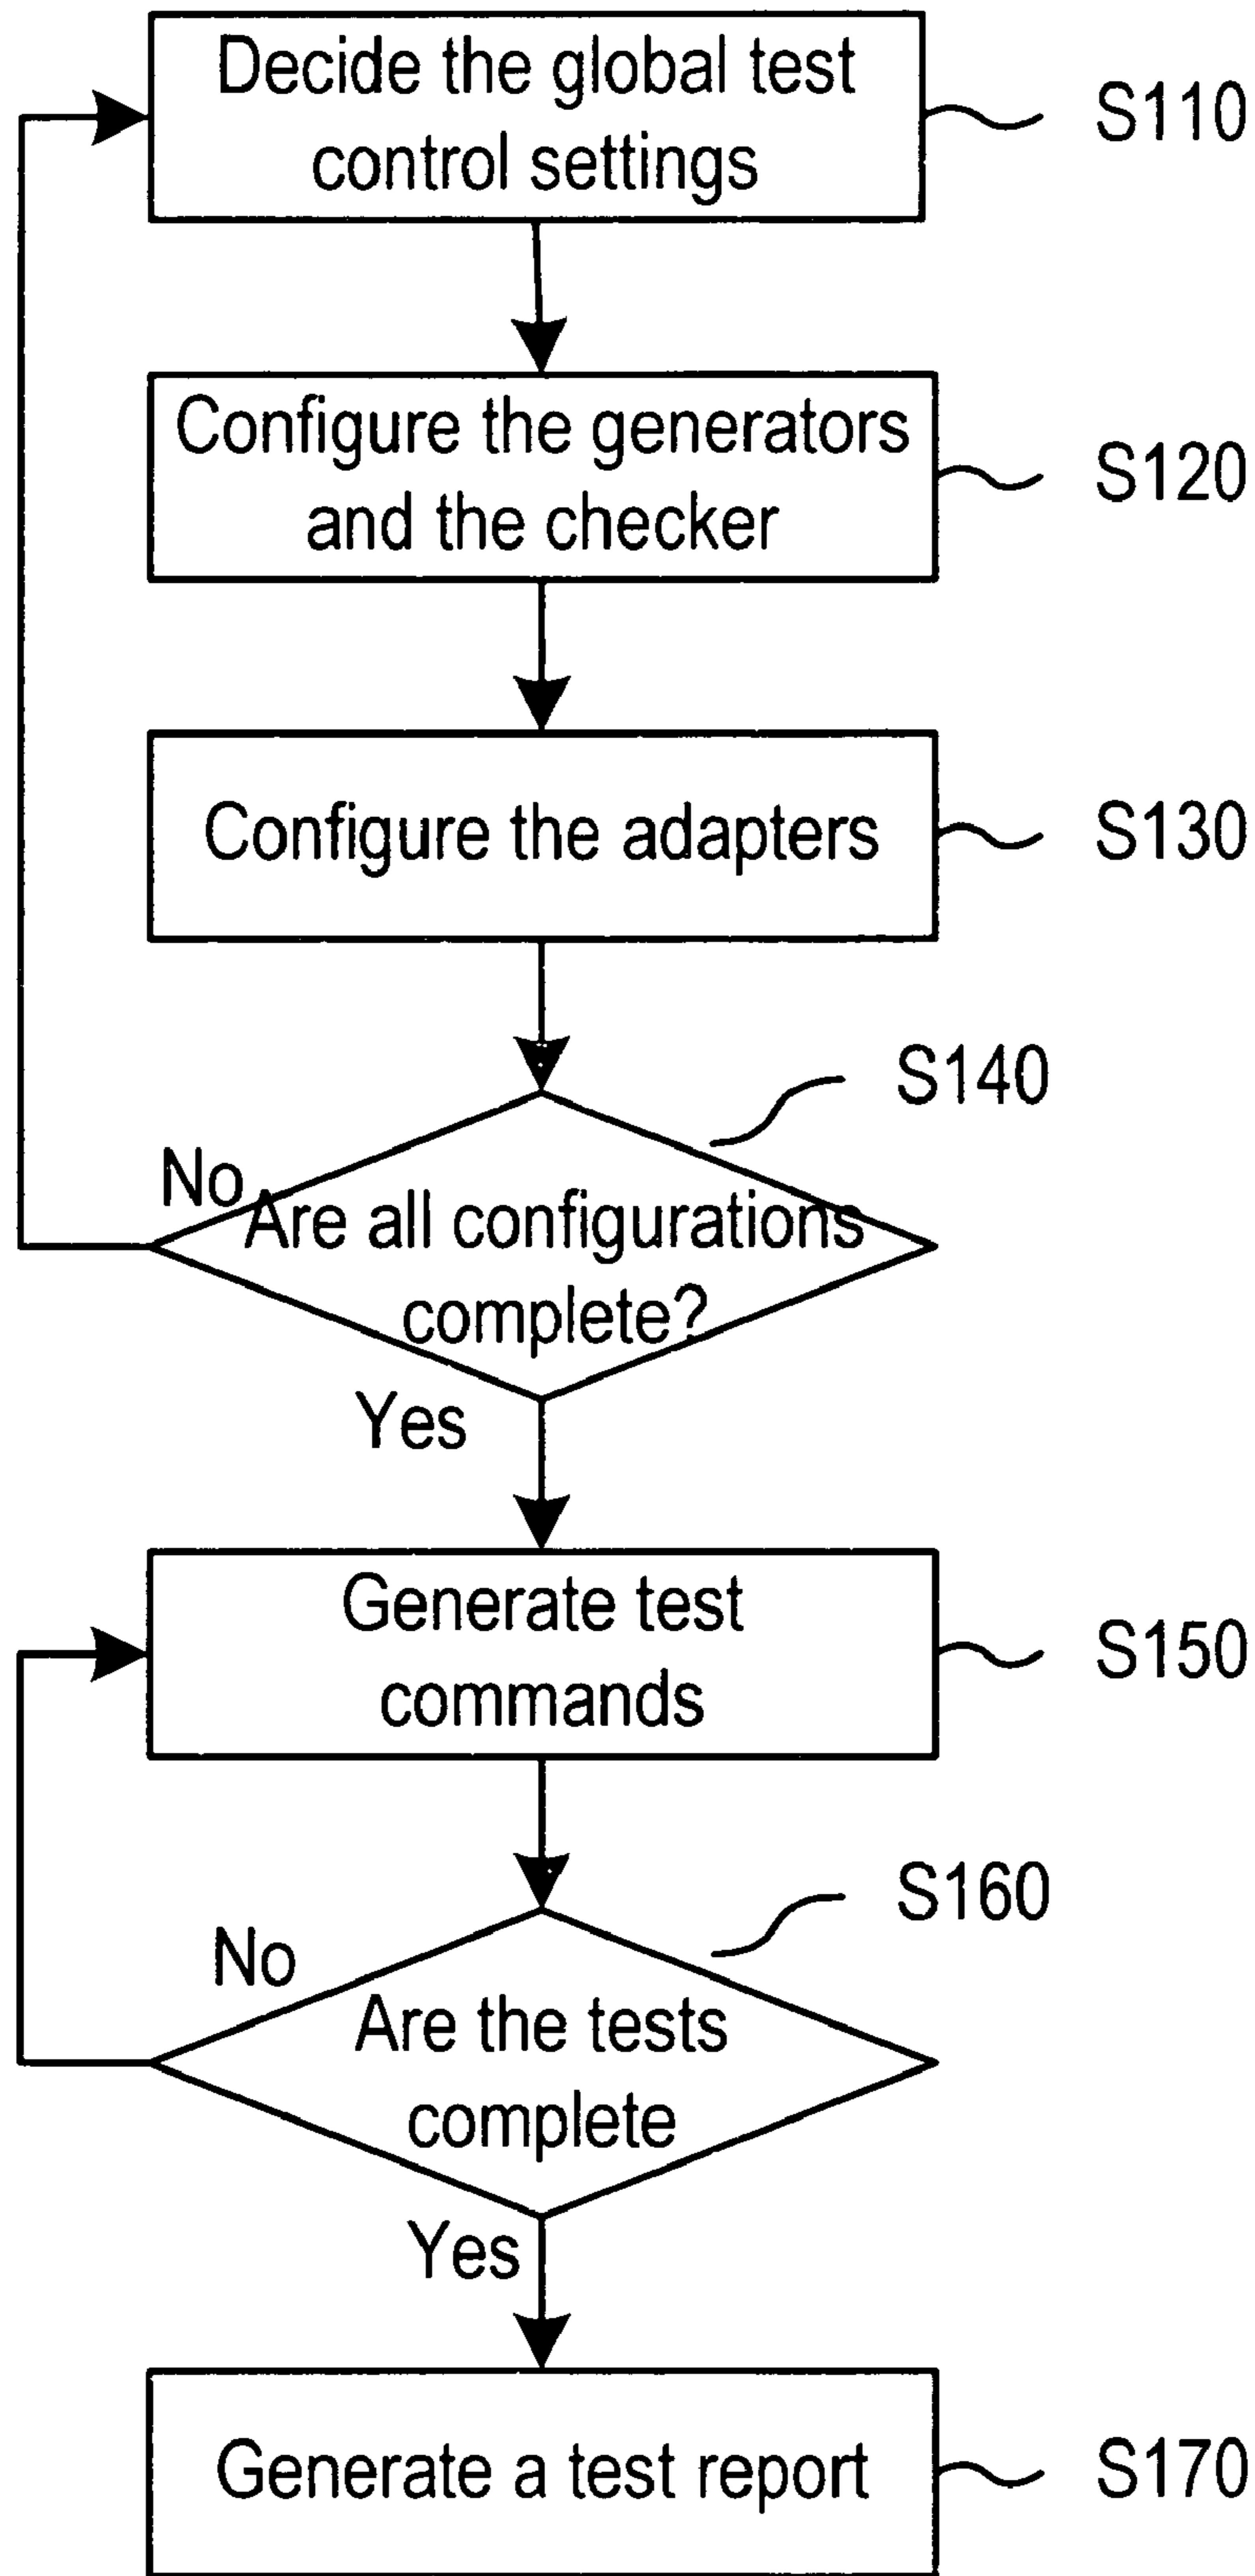 Decide the global test
control settings
S110
Configure the generators
and the checker
S120
Configure the adapters
S130
S140
No
Are all configurations
complete?
Yes
Generate test
commands
S150
S160
No
Are the tests
complete
Yes
Generate a test report
S170